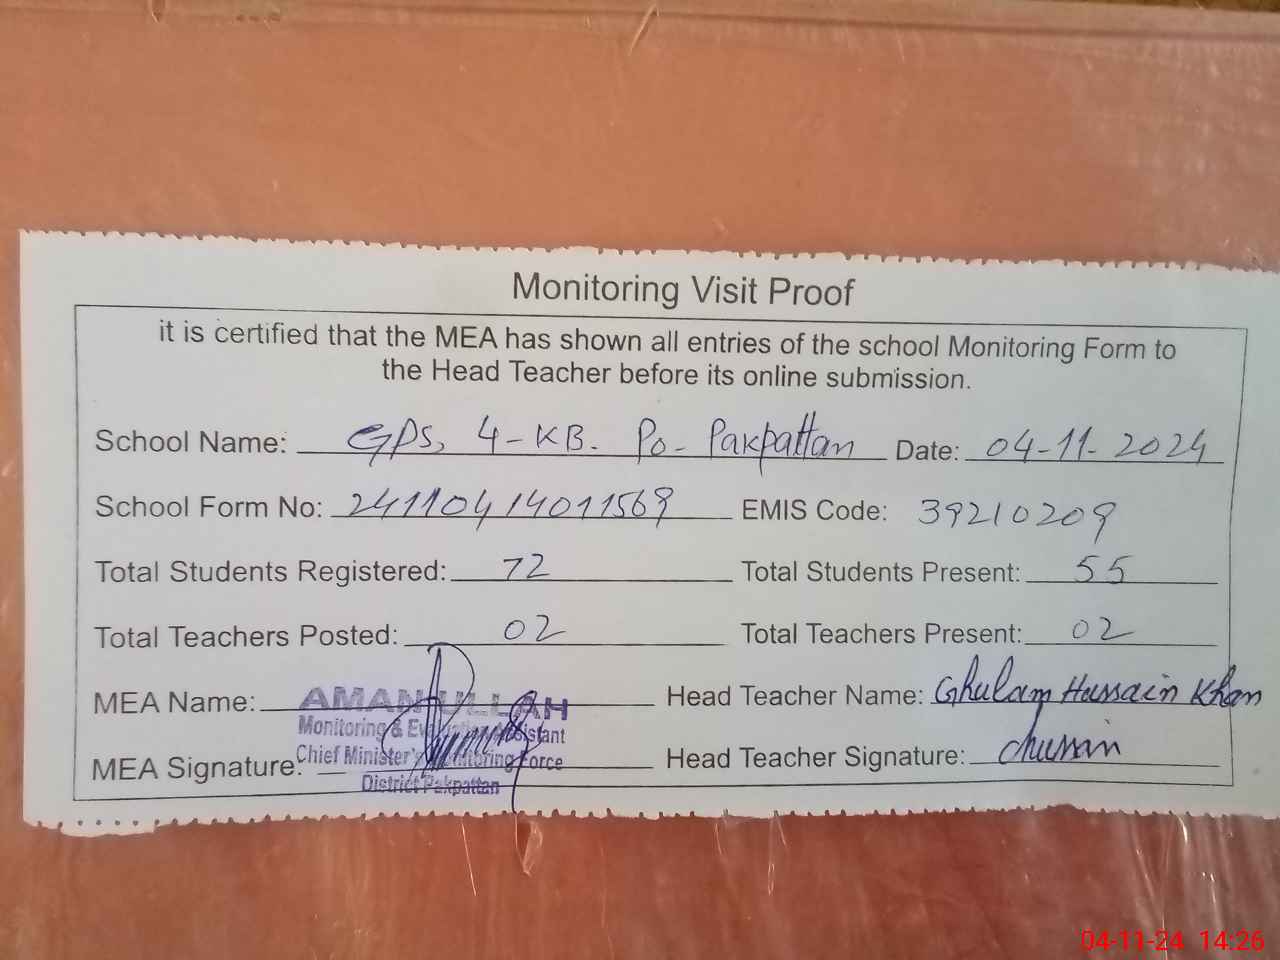 Monitoring Visit Proof
it is certified that the MEA has shown all entries of the school Monitoring Form to
the Head Teacher before its online submission.
School Name: GPS, 4-KB. Po- Pakpattan Date: 04-11-2024
School Form No: 24110414011569 EMIS Code: 39210209
Total Students Registered: 72 Total Students Present: 55
Total Teachers Posted: 02 Total Teachers Present: 02
MEA Name: AMAN ULLAH Head Teacher Name: Ghulam Hussain Khan
Monitoring & Evaluation Assistant
MEA Signature: Chief Minister's Monitoring Force Head Teacher Signature:
District Pakpattan
04-11-24 14:26